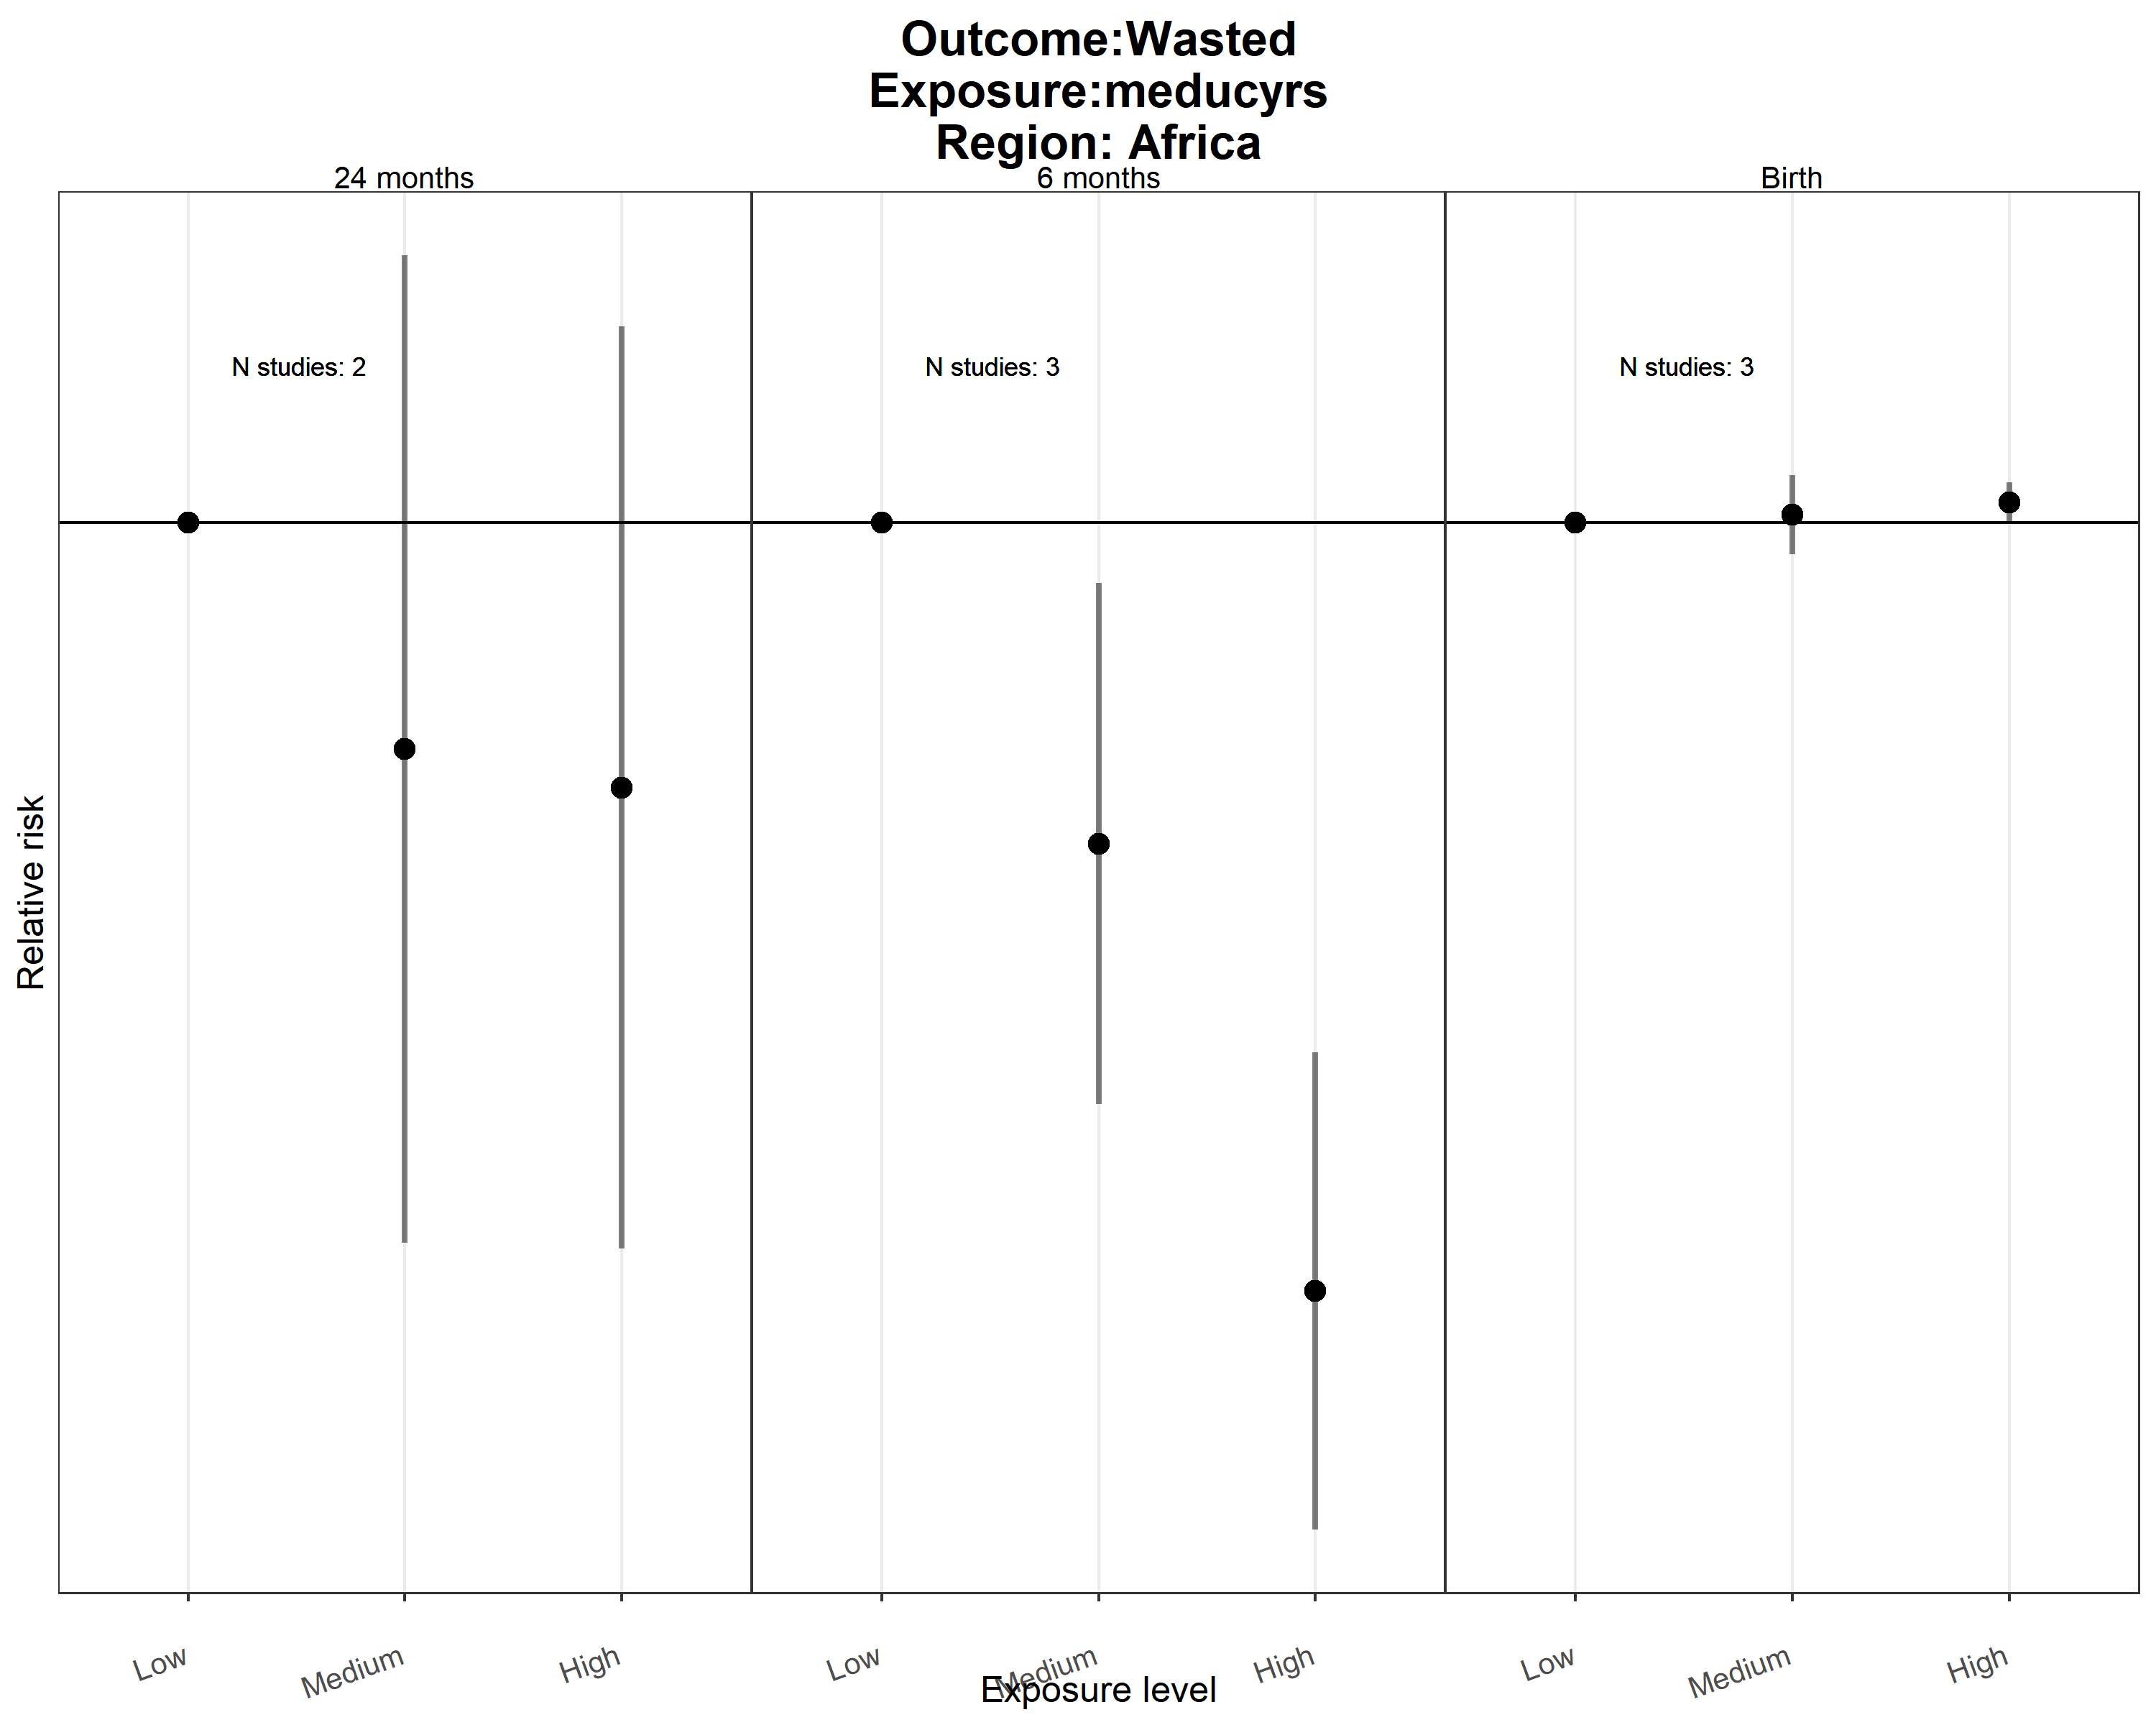 Outcome:Wasted
Exposure:meducyrs
Region: Africa
24 months
6 months
Birth
N studies: 2
N studies: 3
N studies: 3
Relative risk
Low
Medium
High
Low
Medium
High
Low
Medium
High
Exposure level